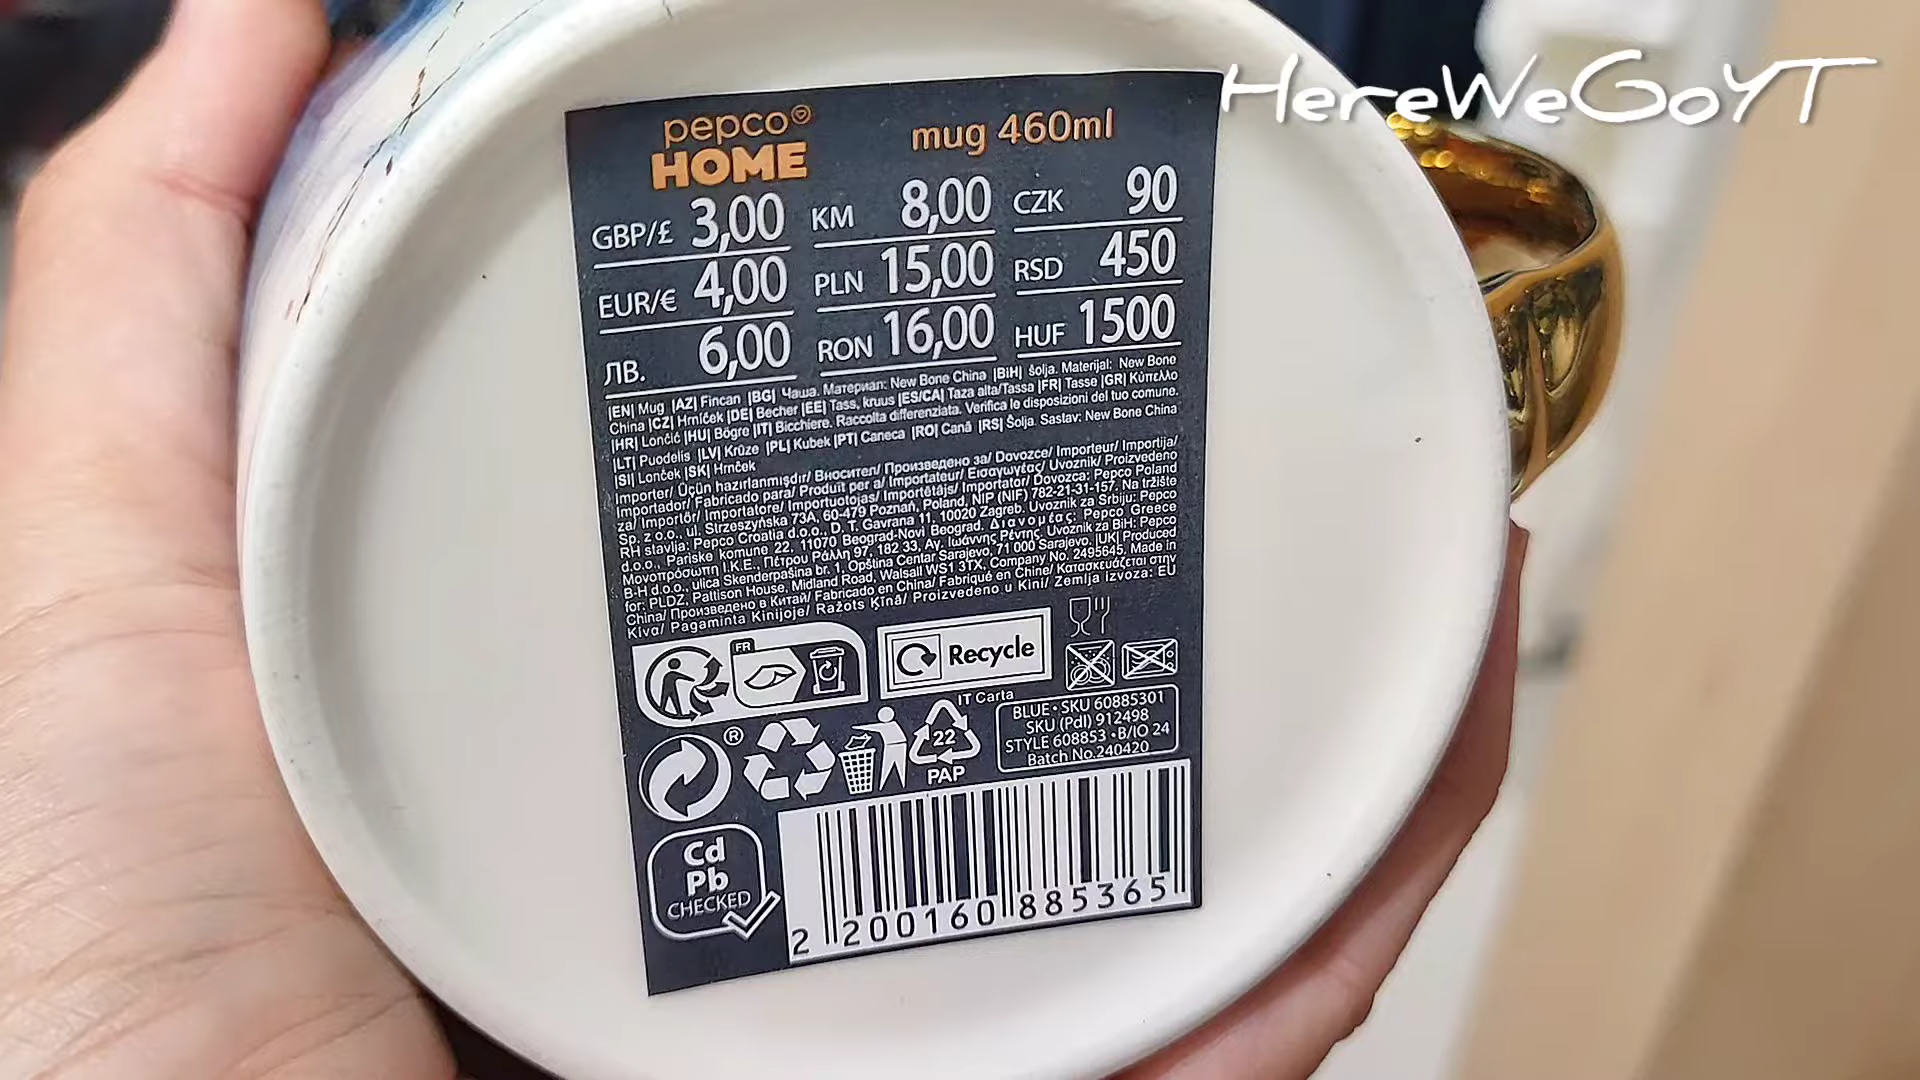 HereWeGoYT
pepco
HOME
mug 460ml
GBP/£ 3,00 KM 8,00 CZK 90
EUR/€ 4,00 PLN 15,00 RSD 450
ЛВ. 6,00 RON 16,00 HUF 1500
|EN| Mug |AZ| Fincan |BG| Чаша. Материал: New Bone China |BiH| šolja. Materijal: New Bone
China |CZ| Hrníček |DE| Becher |EE| Tass, kruus |ES/CA| Taza alta/Tassa |FR| Tasse |GR| Κύπελλο
|HR| Lončić |HU| Bögre |IT| Bicchiere. Raccolta differenziata. Verifica le disposizioni del tuo comune.
|LT| Puodelis |LV| Krūze |PL| Kubek |PT| Caneca |RO| Cană |RS| Šolja. Sastav: New Bone China
|SI| Lonček |SK| Hrnček
Importer/ Üçün hazırlanmışdır/ Вносител/ Произведено за/ Dovozce/ Importeur/ Importija/
Importador/ Fabricado para/ Produit per a/ Importateur/ Εισαγωγέας/ Uvoznik/ Proizvedeno
za/ Importőr/ Importatore/ Importuotojas/ Importētājs/ Importator/ Dovozca: Pepco Poland
Sp. z o.o., ul. Strzeszyńska 73A, 60-479 Poznań, Poland, NIP (NIF) 782-21-31-157. Na tržište
RH stavlja: Pepco Croatia d.o.o., D. T. Gavrana 11, 10020 Zagreb. Uvoznik za Srbiju: Pepco
d.o.o., Pariske komune 22, 11070 Beograd-Novi Beograd. Διανομέας: Pepco Greece
Μονοπρόσωπη Ι.Κ.Ε., Πέτρου Ράλλη 97, 182 33, Αγ. Ιωάννης Ρέντης. Uvoznik za BiH: Pepco
B-H d.o.o., ulica Skenderpašina br. 1, Opština Centar Sarajevo, 71 000 Sarajevo. |UK| Produced
for: PLDZ, Pattison House, Midland Road, Walsall WS1 3TX, Company No. 2495645. Made in
China/ Произведено в Китай/ Fabricado en China/ Fabriqué en Chine/ Κατασκευάζεται στην
Κίνα/ Pagaminta Kinijoje/ Ražots Ķīnā/ Proizvedeno u Kini/ Zemlja izvoza: EU
FR
Recycle
IT Carta
22
PAP
BLUE • SKU 60885301
SKU (Pdl) 912498
STYLE 608853 • B/IO 24
Batch No.240420
Cd
Pb
CHECKED
2 200160 885365